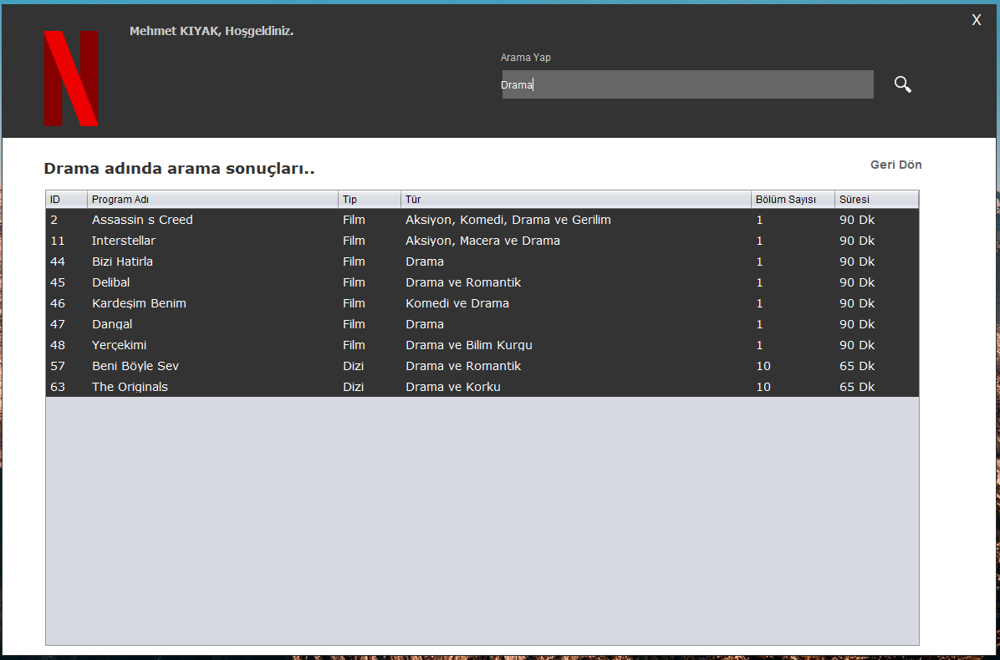 X
Mehmet KIYAK, Hoşgeldiniz.
Arama Yap
Drama
Drama adında arama sonuçları..
Geri Dön
ID Program Adı Tip Tür Bölüm Sayısı Süresi
2 Assassin s Creed Film Aksiyon, Komedi, Drama ve Gerilim 1 90 Dk
11 Interstellar Film Aksiyon, Macera ve Drama 1 90 Dk
44 Bizi Hatirla Film Drama 1 90 Dk
45 Delibal Film Drama ve Romantik 1 90 Dk
46 Kardeşim Benim Film Komedi ve Drama 1 90 Dk
47 Dangal Film Drama 1 90 Dk
48 Yerçekimi Film Drama ve Bilim Kurgu 1 90 Dk
57 Beni Böyle Sev Dizi Drama ve Romantik 10 65 Dk
63 The Originals Dizi Drama ve Korku 10 65 Dk